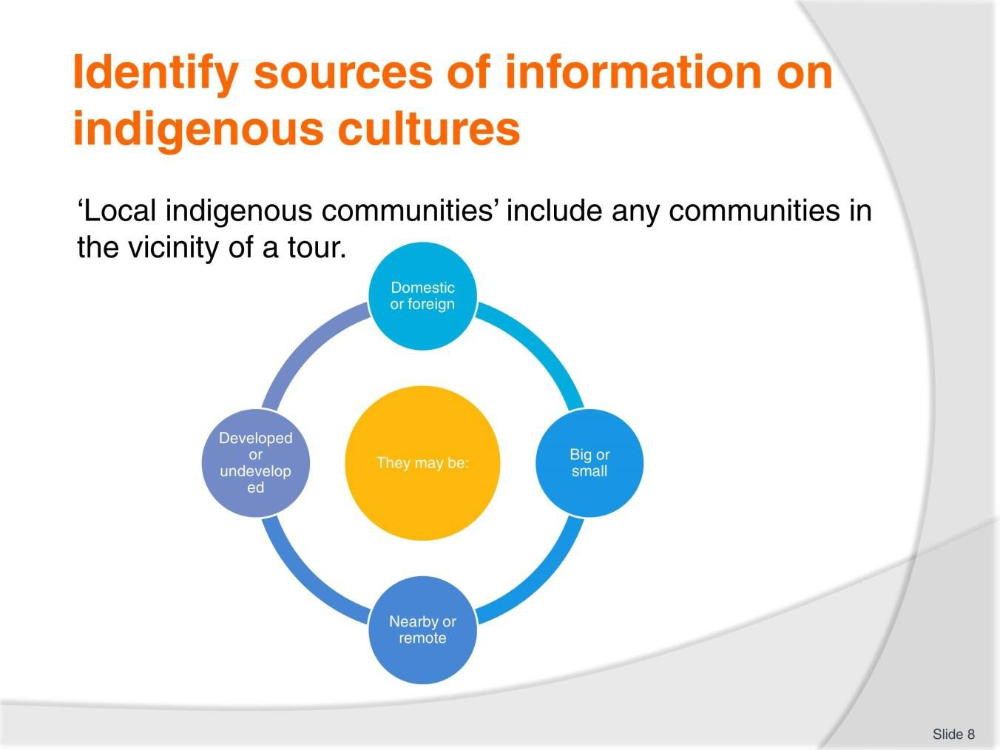 Identify sources of information on
indigenous cultures
‘Local indigenous communities’ include any communities in
the vicinity of a tour.
Domestic
or foreign
Developed
or
undevelop
ed
They may be:
Big or
small
Nearby or
remote
Slide 8